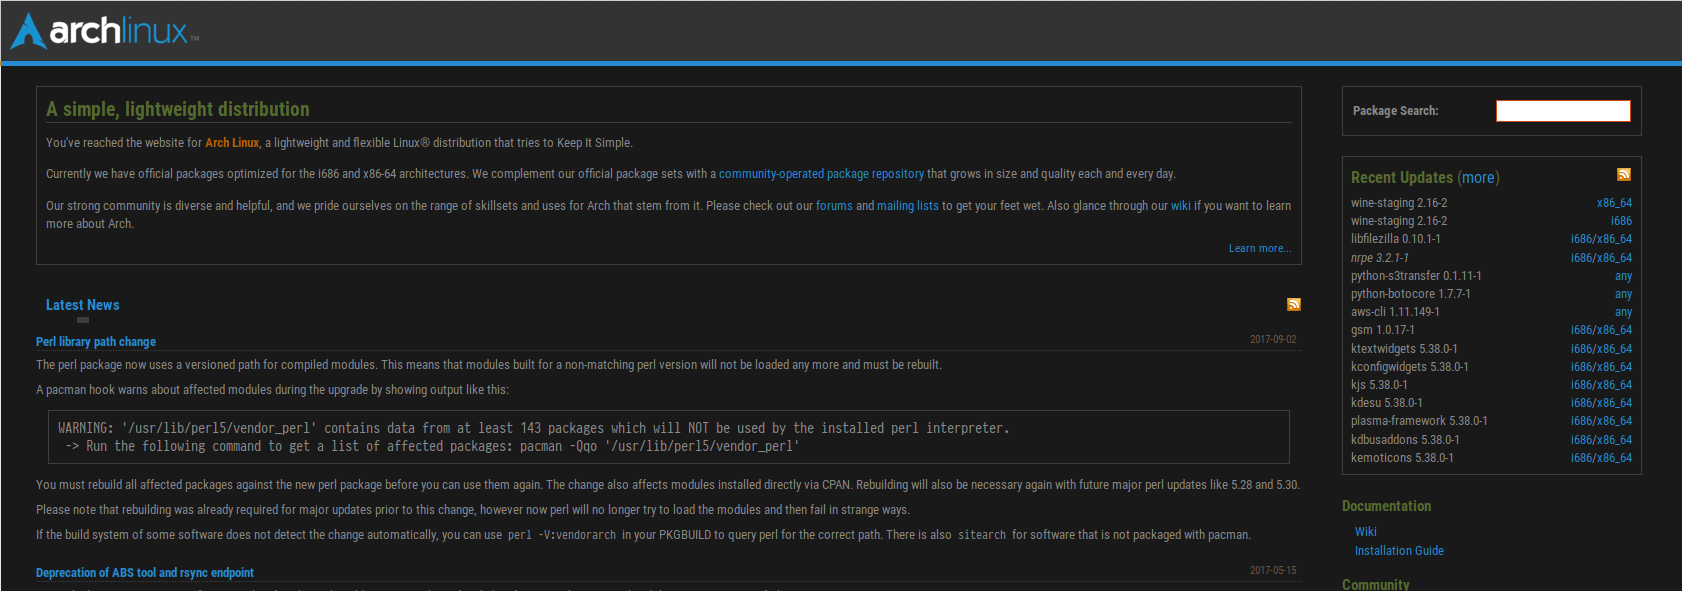 archlinux™
A simple, lightweight distribution
You've reached the website for Arch Linux, a lightweight and flexible Linux® distribution that tries to Keep It Simple.
Currently we have official packages optimized for the i686 and x86-64 architectures. We complement our official package sets with a community-operated package repository that grows in size and quality each and every day.
Our strong community is diverse and helpful, and we pride ourselves on the range of skillsets and uses for Arch that stem from it. Please check out our forums and mailing lists to get your feet wet. Also glance through our wiki if you want to learn
more about Arch.
Learn more...
Latest News
Perl library path change 2017-09-02
The perl package now uses a versioned path for compiled modules. This means that modules built for a non-matching perl version will not be loaded any more and must be rebuilt.
A pacman hook warns about affected modules during the upgrade by showing output like this:
WARNING: '/usr/lib/perl5/vendor_perl' contains data from at least 143 packages which will NOT be used by the installed perl interpreter.
-> Run the following command to get a list of affected packages: pacman -Qqo '/usr/lib/perl5/vendor_perl'
You must rebuild all affected packages against the new perl package before you can use them again. The change also affects modules installed directly via CPAN. Rebuilding will also be necessary again with future major perl updates like 5.28 and 5.30.
Please note that rebuilding was already required for major updates prior to this change, however now perl will no longer try to load the modules and then fail in strange ways.
If the build system of some software does not detect the change automatically, you can use perl -V:vendorarch in your PKGBUILD to query perl for the correct path. There is also sitearch for software that is not packaged with pacman.
Deprecation of ABS tool and rsync endpoint 2017-05-15
Package Search:
Recent Updates (more)
wine-staging 2.16-2 x86_64
wine-staging 2.16-2 i686
libfilezilla 0.10.1-1 i686/x86_64
nrpe 3.2.1-1 i686/x86_64
python-s3transfer 0.1.11-1 any
python-botocore 1.7.7-1 any
aws-cli 1.11.149-1 any
gsm 1.0.17-1 i686/x86_64
ktextwidgets 5.38.0-1 i686/x86_64
kconfigwidgets 5.38.0-1 i686/x86_64
kjs 5.38.0-1 i686/x86_64
kdesu 5.38.0-1 i686/x86_64
plasma-framework 5.38.0-1 i686/x86_64
kdbusaddons 5.38.0-1 i686/x86_64
kemoticons 5.38.0-1 i686/x86_64
Documentation
Wiki
Installation Guide
Community